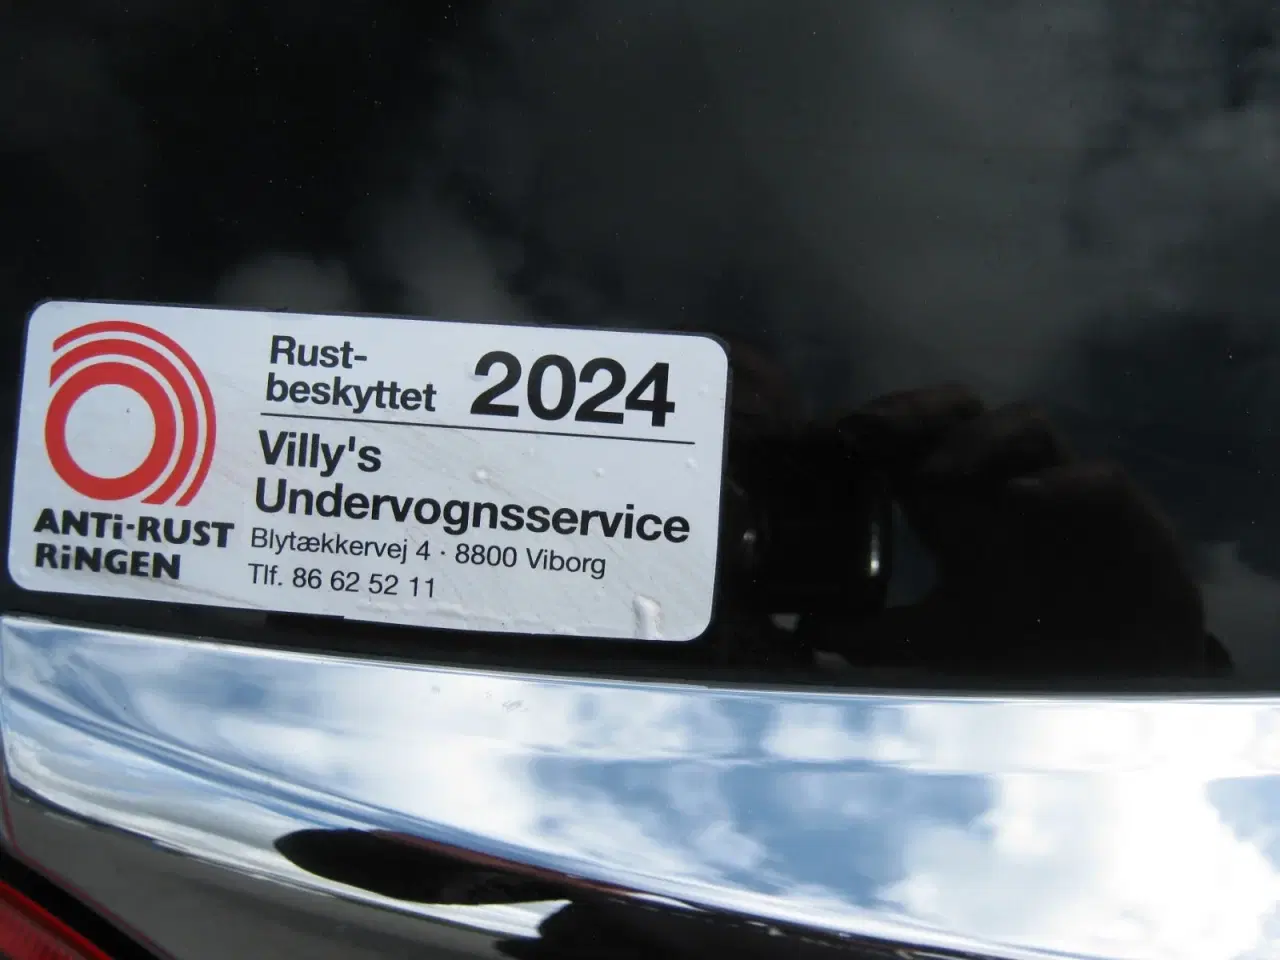 Rust-
beskyttet 2024
Villy's
Undervognsservice
Blytækkervej 4 · 8800 Viborg
Tlf. 86 62 52 11
ANTi-RUST
RiNGEN